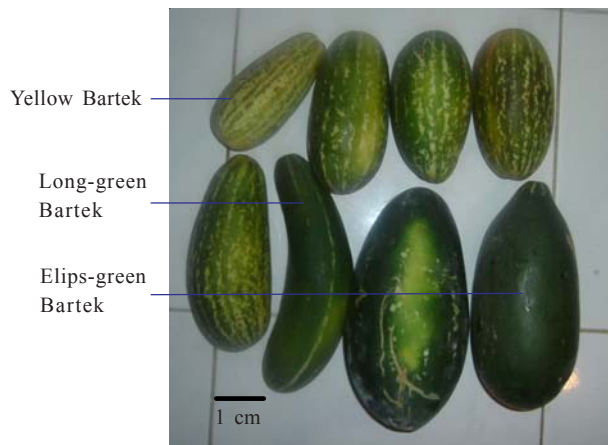 Yellow Bartek
Long-green
Bartek
Elips-green
Bartek
1 cm